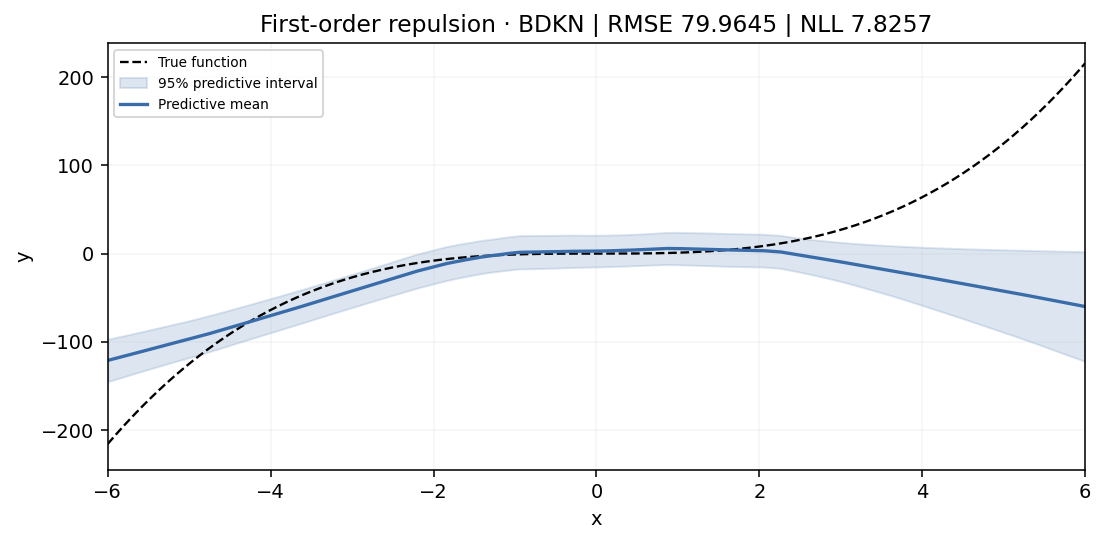 First-order repulsion · BDKN | RMSE 79.9645 | NLL 7.8257
True function
95% predictive interval
Predictive mean
y
200
100
0
−100
−200
−6
−4
−2
0
2
4
6
x